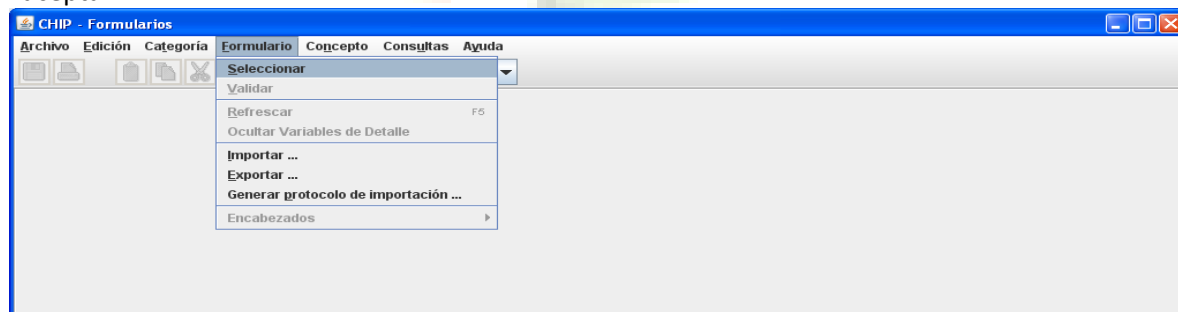 CHIP - Formularios
Archivo Edición Categoría Formulario Concepto Consultas Ayuda
Seleccionar
Validar
Refrescar F5
Ocultar Variables de Detalle
Importar ...
Exportar ...
Generar protocolo de importación ...
Encabezados